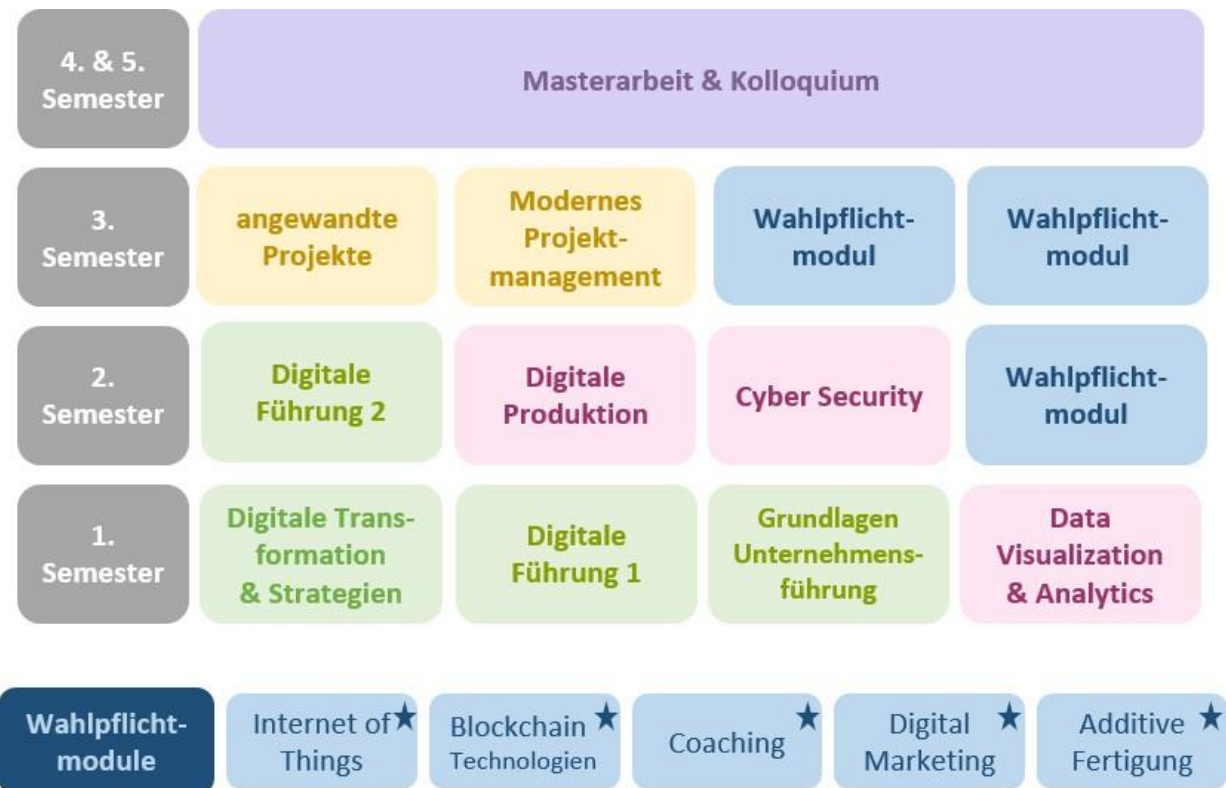 4. & 5.
Semester
Masterarbeit & Kolloquium
3.
Semester
angewandte
Projekte
Modernes
Projekt-
management
Wahlpflicht-
modul
Wahlpflicht-
modul
2.
Semester
Digitale
Führung 2
Digitale
Produktion
Cyber Security
Wahlpflicht-
modul
1.
Semester
Digitale Trans-
formation
& Strategien
Digitale
Führung 1
Grundlagen
Unternehmens-
führung
Data
Visualization
& Analytics
Wahlpflicht-
module
Internet of
Things
Blockchain
Technologien
Coaching
Digital
Marketing
Additive
Fertigung